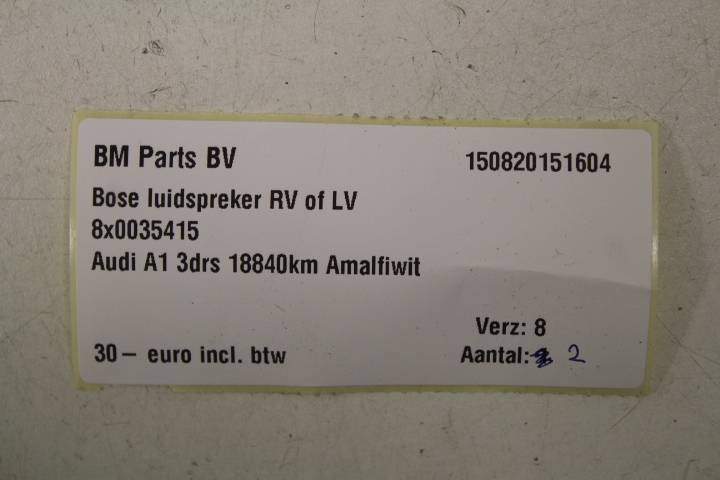 BM Parts BV 150820151604
Bose luidspreker RV of LV
8x0035415
Audi A1 3drs 18840km Amalfiwit
Verz: 8
30– euro incl. btw Aantal: 2